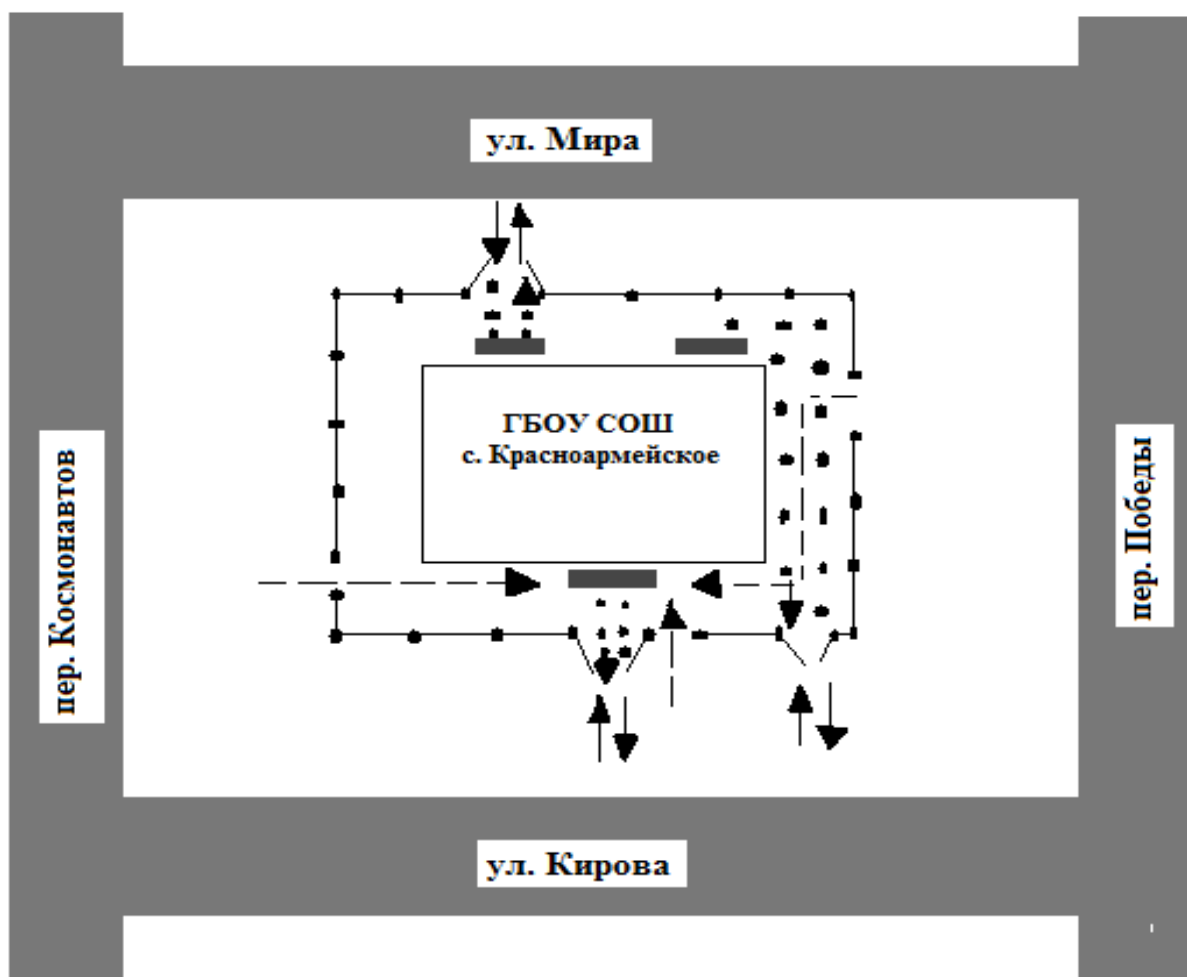 ул. Мира
ГБОУ СОШ
с. Красноармейское
пер. Космонавтов
пер. Победы
ул. Кирова